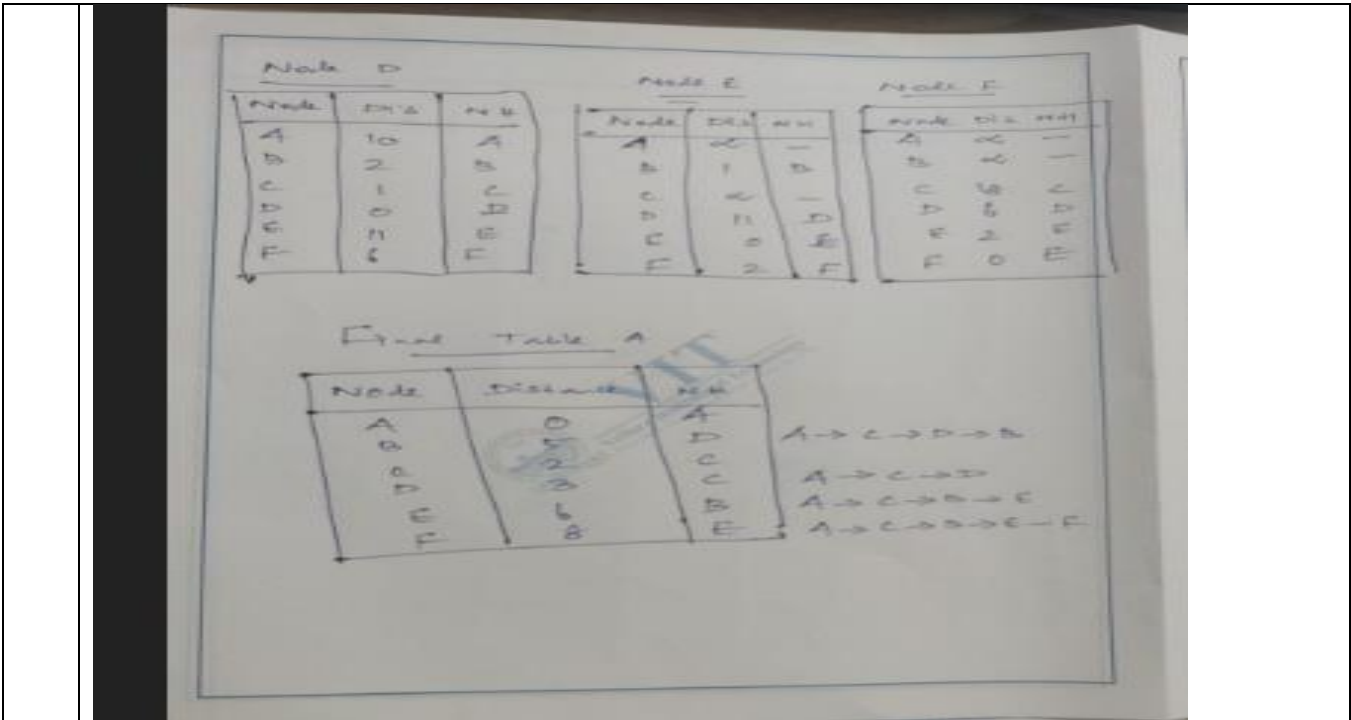 Node D
Node Dis NH
A 10 A
B 2 B
C 1 C
D 0 D
E 11 E
F 6 F
Node E
Node Dis NH
A ∝ —
B 1 B
C ∝ —
D 11 D
E 0 E
F 2 F
Node F
Node Dis NH
A ∝ —
B ∝ —
C C
D D
E 2 E
F 0 F
Final Table A
Node Distance NH
A 0 A
B D A → C → D → B
C 2 C
D 3 C A → C → D
E 6 B A → C → → E
F 8 E A → C → → E - F
VIT